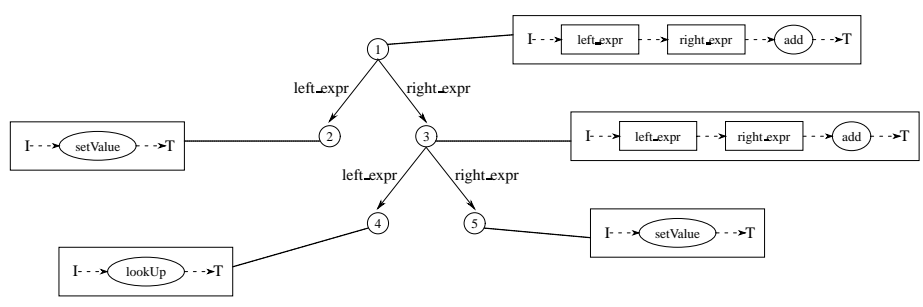 I left_expr right_expr add T
1
left_expr right_expr
I setValue T
2
3
I left_expr right_expr add T
left_expr right_expr
4
5
I setValue T
I lookUp T